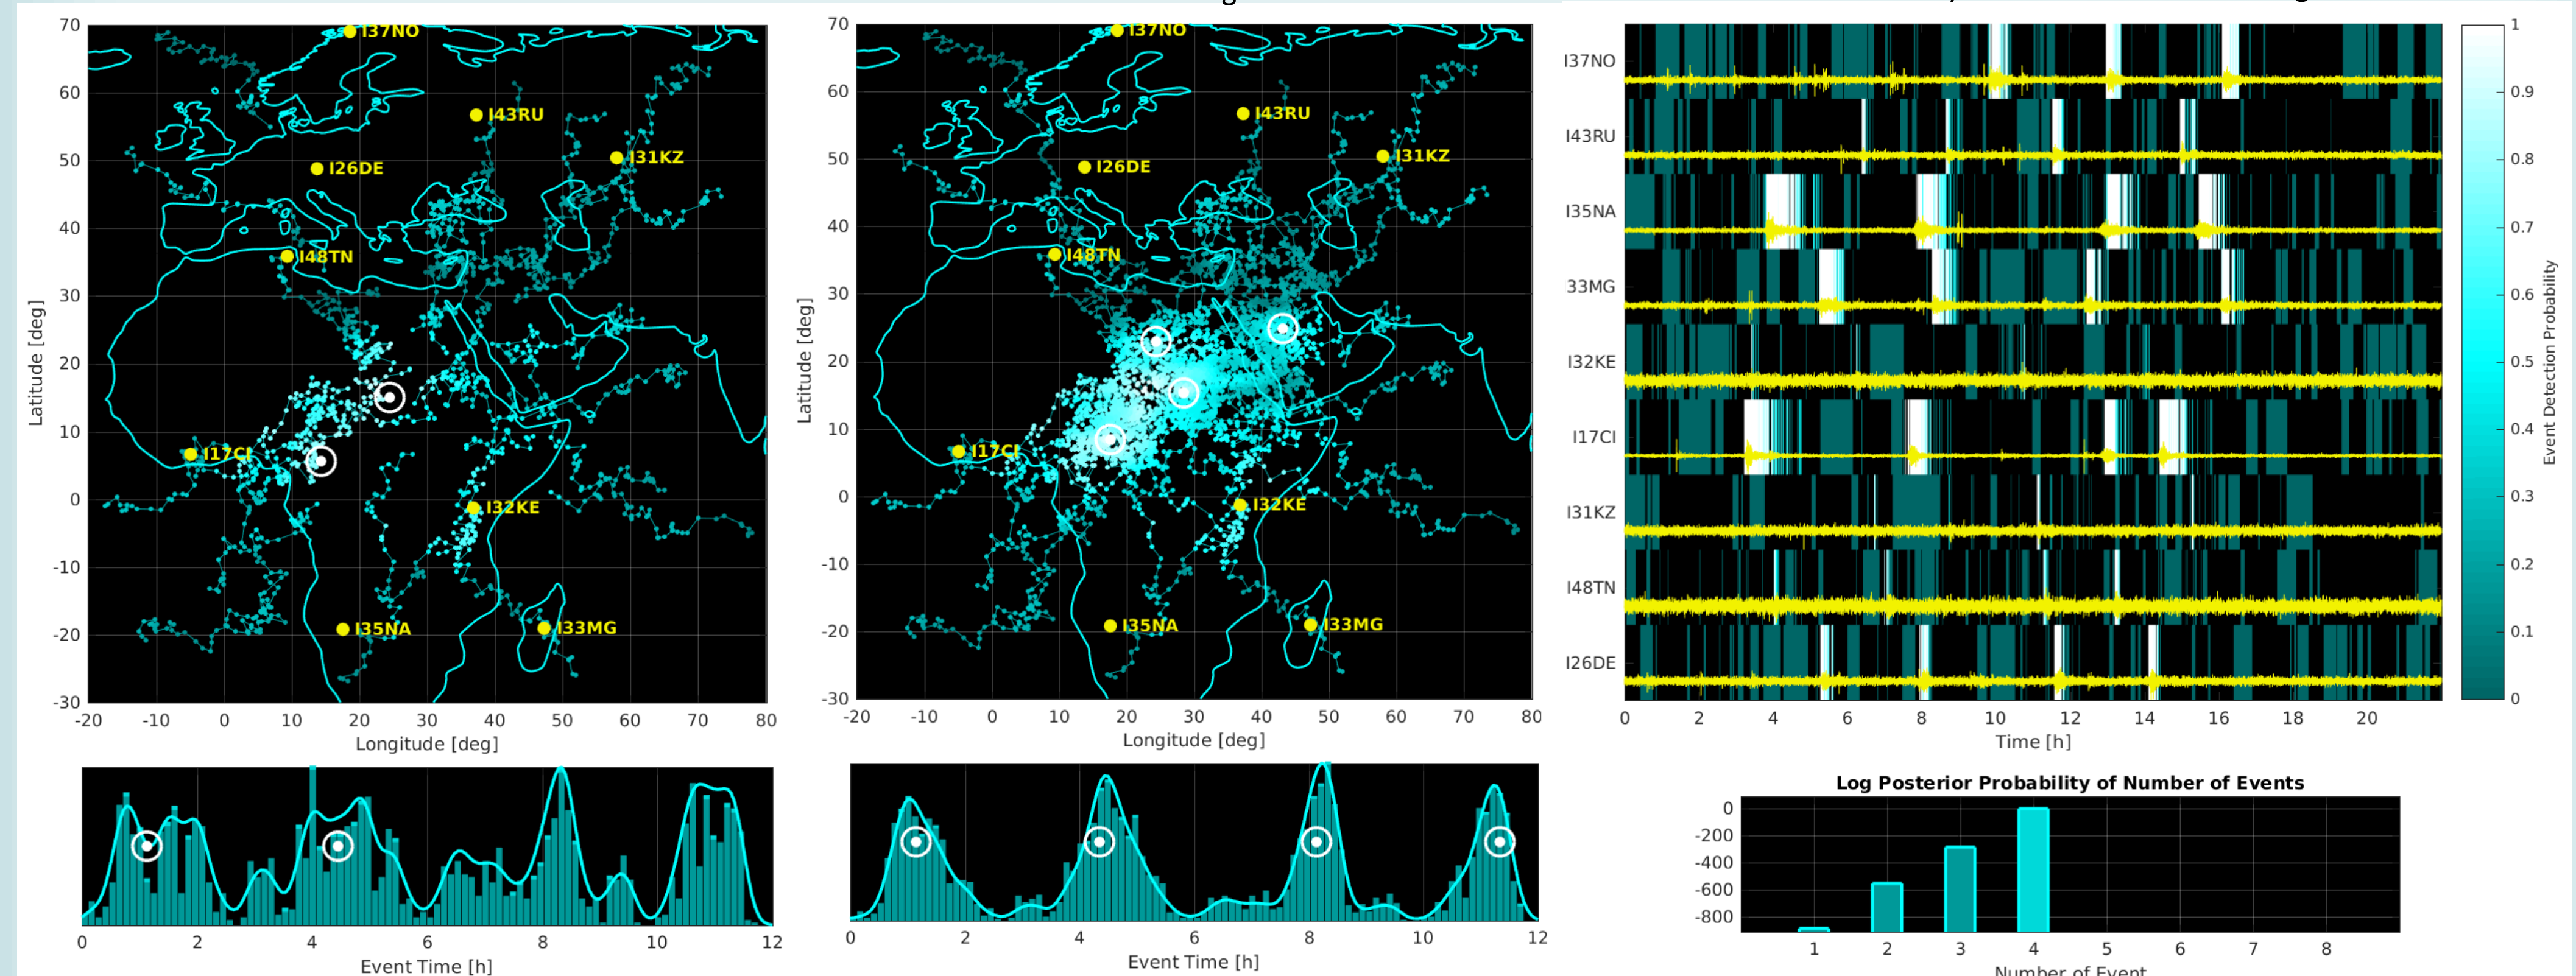 I37NO
I43RU
I31KZ
I26DE
I48TN
I17CI
I32KE
I35NA
I33MG
70
60
50
40
30
20
10
0
-10
-20
-30
Latitude [deg]
-20 -10 0 10 20 30 40 50 60 70 80
Longitude [deg]
0 2 4 6 8 10 12
Event Time [h]
I37NO
I43RU
I31KZ
I26DE
I48TN
I17CI
I32KE
I35NA
I33MG
70
60
50
40
30
20
10
0
-10
-20
-30
Latitude [deg]
-20 -10 0 10 20 30 40 50 60 70 80
Longitude [deg]
0 2 4 6 8 10 12
Event Time [h]
I37NO
I43RU
I35NA
I33MG
I32KE
I17CI
I31KZ
I48TN
I26DE
0 2 4 6 8 10 12 14 16 18 20
Time [h]
1
0.9
0.8
0.7
0.6
0.5
0.4
0.3
0.2
0.1
0
Event Detection Probability
Log Posterior Probability of Number of Events
0
-200
-400
-600
-800
1 2 3 4 5 6 7 8
Number of Event